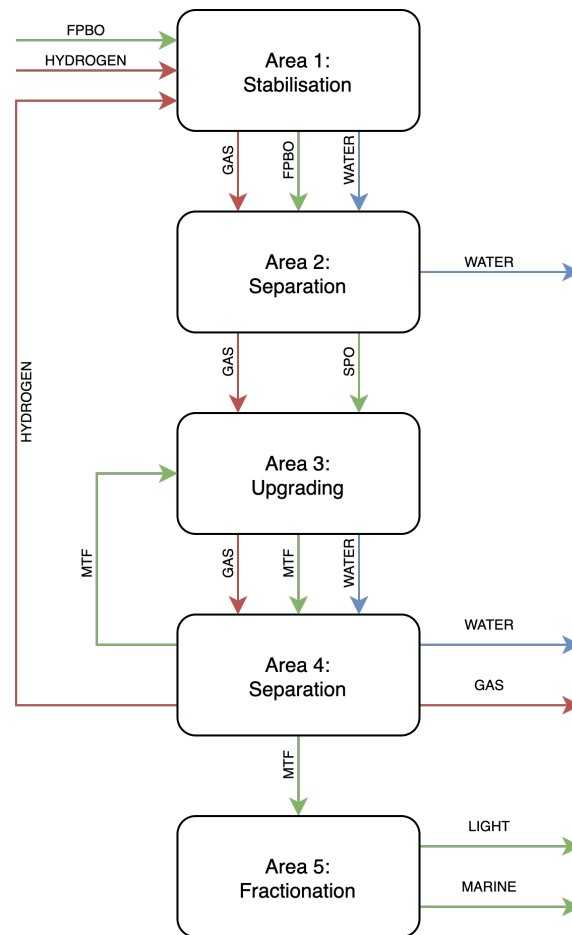 FPBO
HYDROGEN
Area 1:
Stabilisation
GAS
FPBO
WATER
Area 2:
Separation
WATER
GAS
SPO
HYDROGEN
Area 3:
Upgrading
MTF
GAS
MTF
WATER
Area 4:
Separation
WATER
GAS
MTF
Area 5:
Fractionation
LIGHT
MARINE